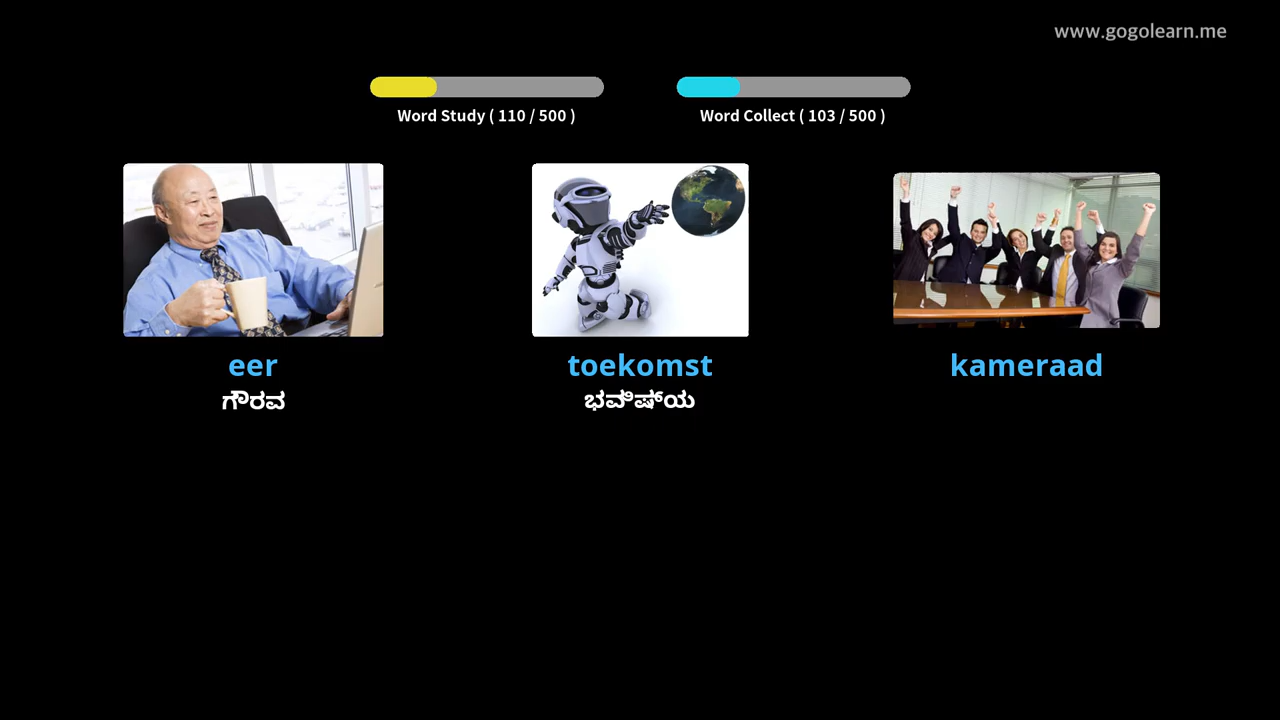 www.gogolearn.me
Word Study ( 110 / 500 )
Word Collect ( 103 / 500 )
eer
toekomst
kameraad
ಗೌರವ
ಭವಿಷ್ಯ